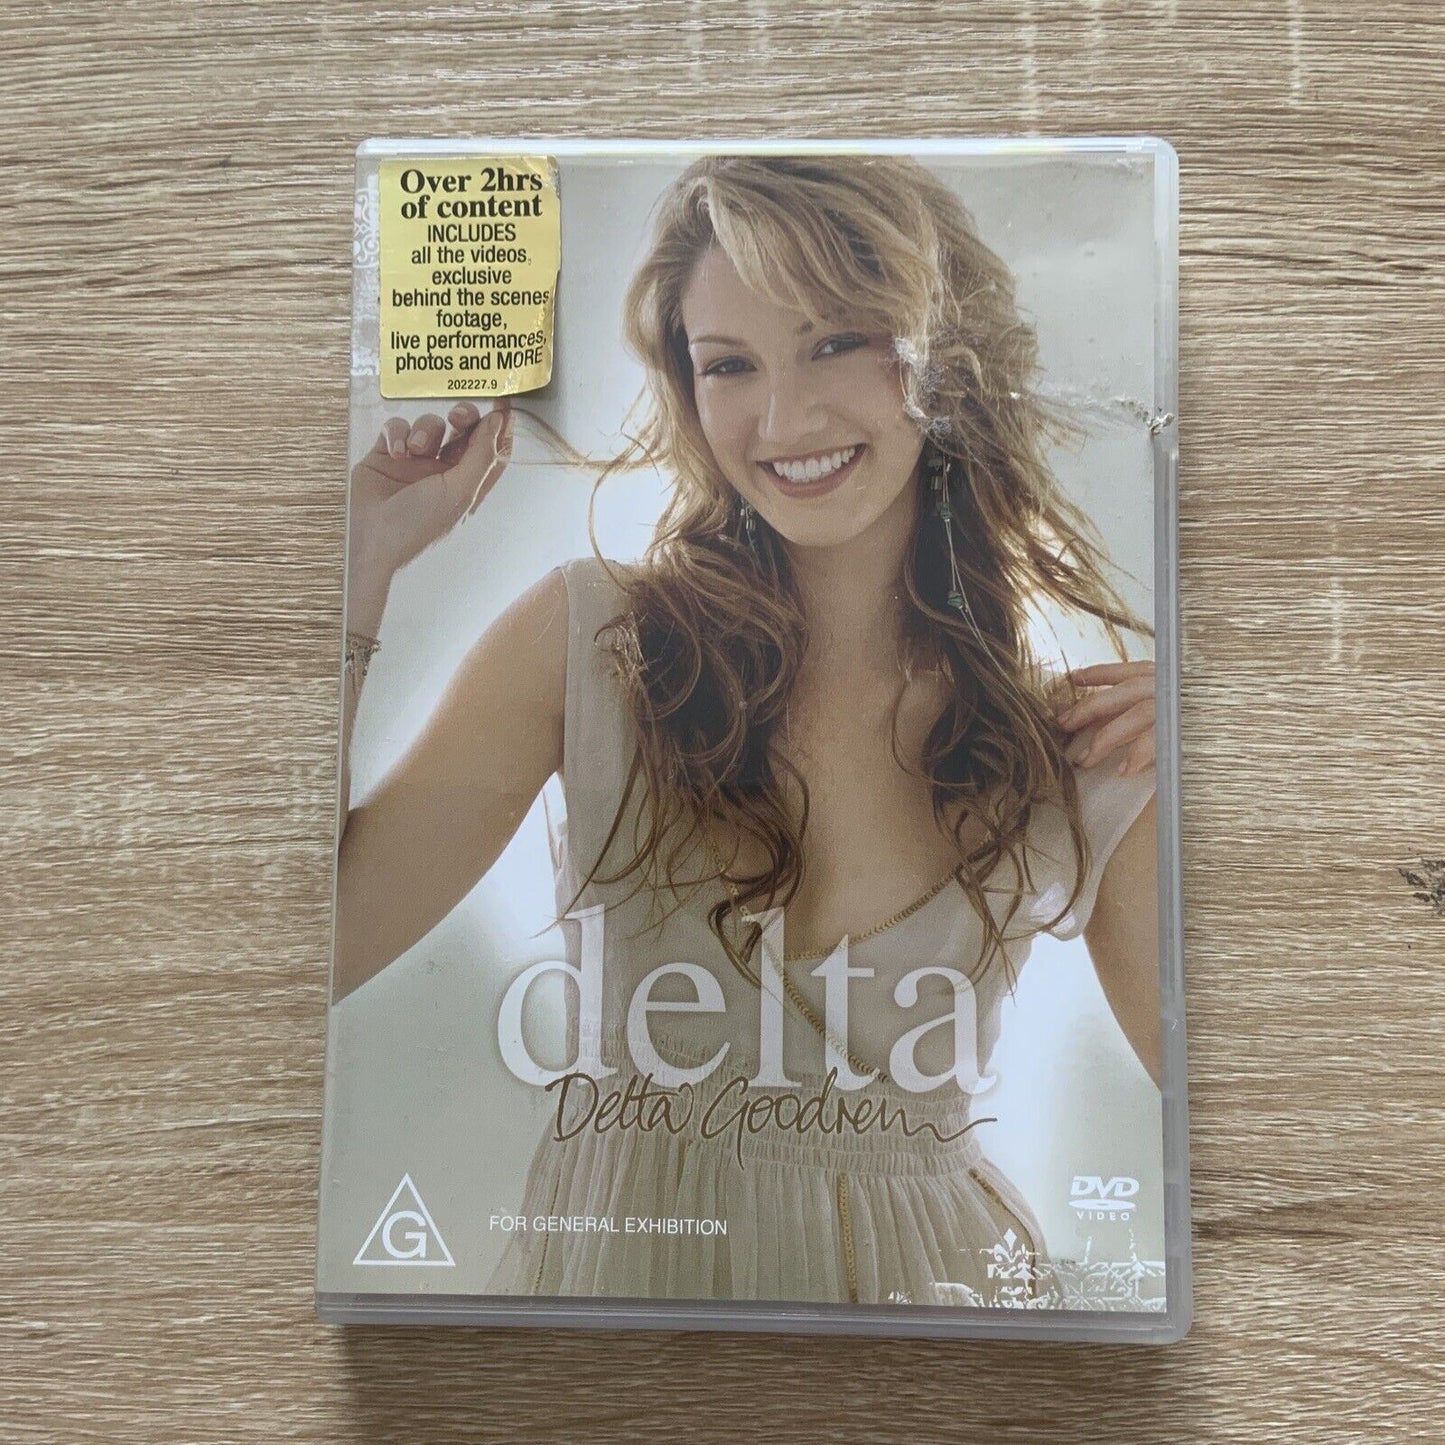 Over 2hrs
of content
INCLUDES
all the videos,
exclusive
behind the scenes
footage,
live performances,
photos and MORE
202227.9
delta
Delta Goodrem
G
FOR GENERAL EXHIBITION
DVD
VIDEO